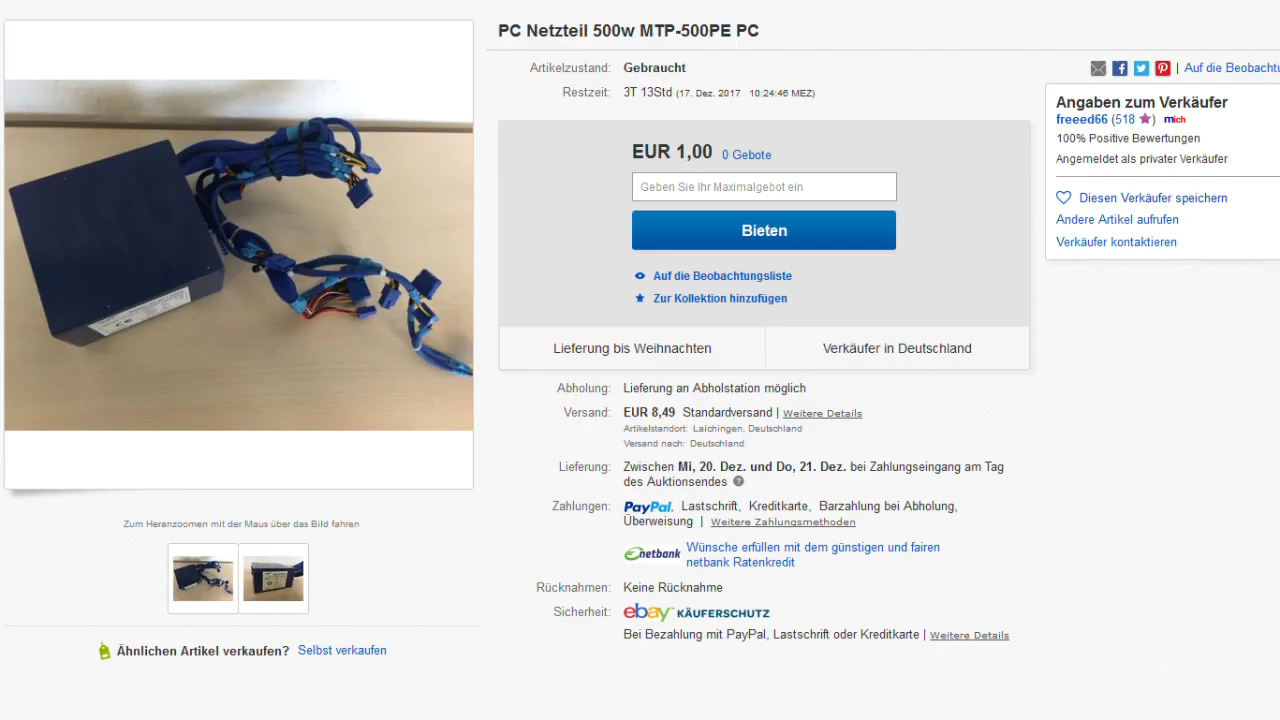 PC Netzteil 500w MTP-500PE PC
Artikelzustand: Gebraucht
Restzeit: 3T 13Std (17. Dez. 2017 10:24:46 MEZ)
EUR 1,00 0 Gebote
Geben Sie Ihr Maximalgebot ein
Bieten
Auf die Beobachtungsliste
Zur Kollektion hinzufügen
Lieferung bis Weihnachten
Verkäufer in Deutschland
Abholung: Lieferung an Abholstation möglich
Versand: EUR 8,49 Standardversand | Weitere Details
Artikelstandort: Laichingen, Deutschland
Versand nach: Deutschland
Lieferung: Zwischen Mi, 20. Dez. und Do, 21. Dez. bei Zahlungseingang am Tag
des Auktionsendes ?
Zahlungen: PayPal, Lastschrift, Kreditkarte, Barzahlung bei Abholung,
Überweisung | Weitere Zahlungsmethoden
netbank Wünsche erfüllen mit dem günstigen und fairen
netbank Ratenkredit
Rücknahmen: Keine Rücknahme
Sicherheit: ebay KÄUFERSCHUTZ
Bei Bezahlung mit PayPal, Lastschrift oder Kreditkarte | Weitere Details
| Auf die Beobachtu
Angaben zum Verkäufer
freeed66 (518 ) mich
100% Positive Bewertungen
Angemeldet als privater Verkäufer
Diesen Verkäufer speichern
Andere Artikel aufrufen
Verkäufer kontaktieren
Zum Heranzoomen mit der Maus über das Bild fahren
Ähnlichen Artikel verkaufen? Selbst verkaufen